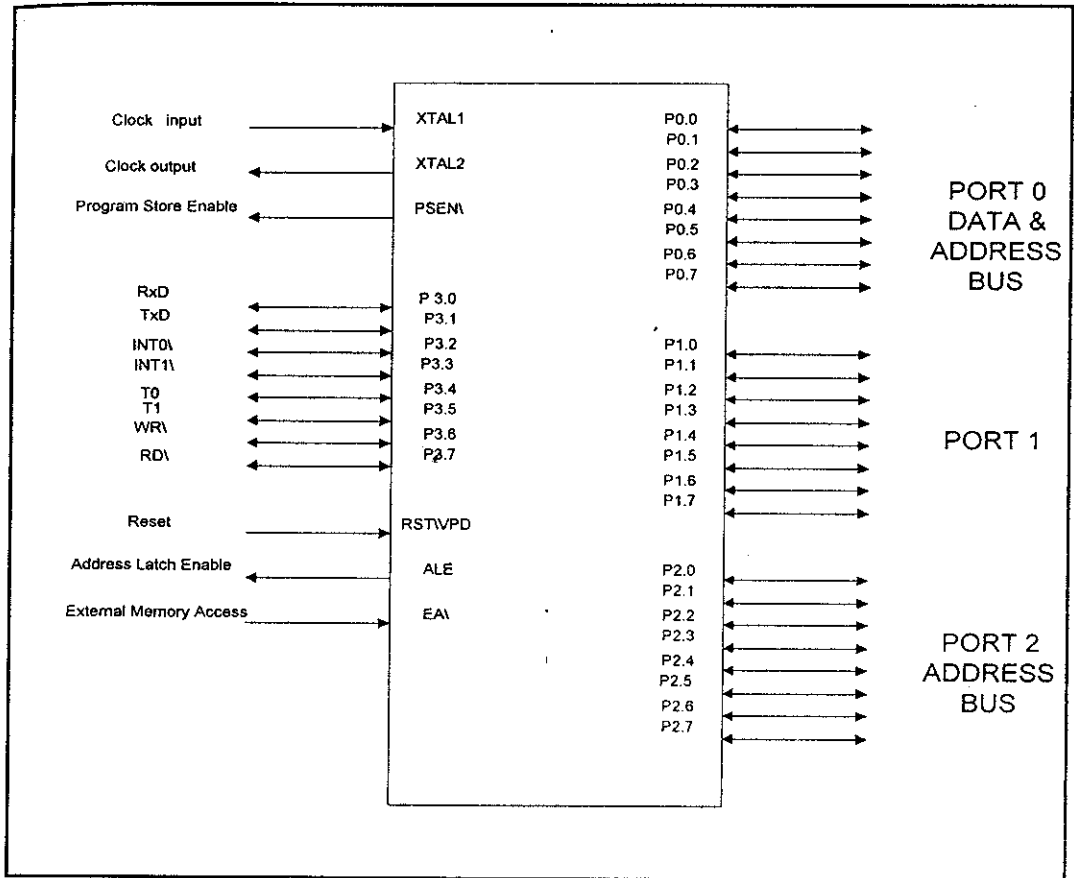 Clock input
Clock output
Program Store Enable
RxD
TxD
INT0\
INT1\
T0
T1
WR\
RD\
Reset
Address Latch Enable
External Memory Access
XTAL1
XTAL2
PSEN\
P 3.0
P3.1
P3.2
P3.3
P3.4
P3.5
P3.6
P3.7
RST\VPD
ALE
EA\
P0.0
P0.1
P0.2
P0.3
P0.4
P0.5
P0.6
P0.7
P1.0
P1.1
P1.2
P1.3
P1.4
P1.5
P1.6
P1.7
P2.0
P2.1
P2.2
P2.3
P2.4
P2.5
P2.6
P2.7
PORT 0
DATA &
ADDRESS
BUS
PORT 1
PORT 2
ADDRESS
BUS